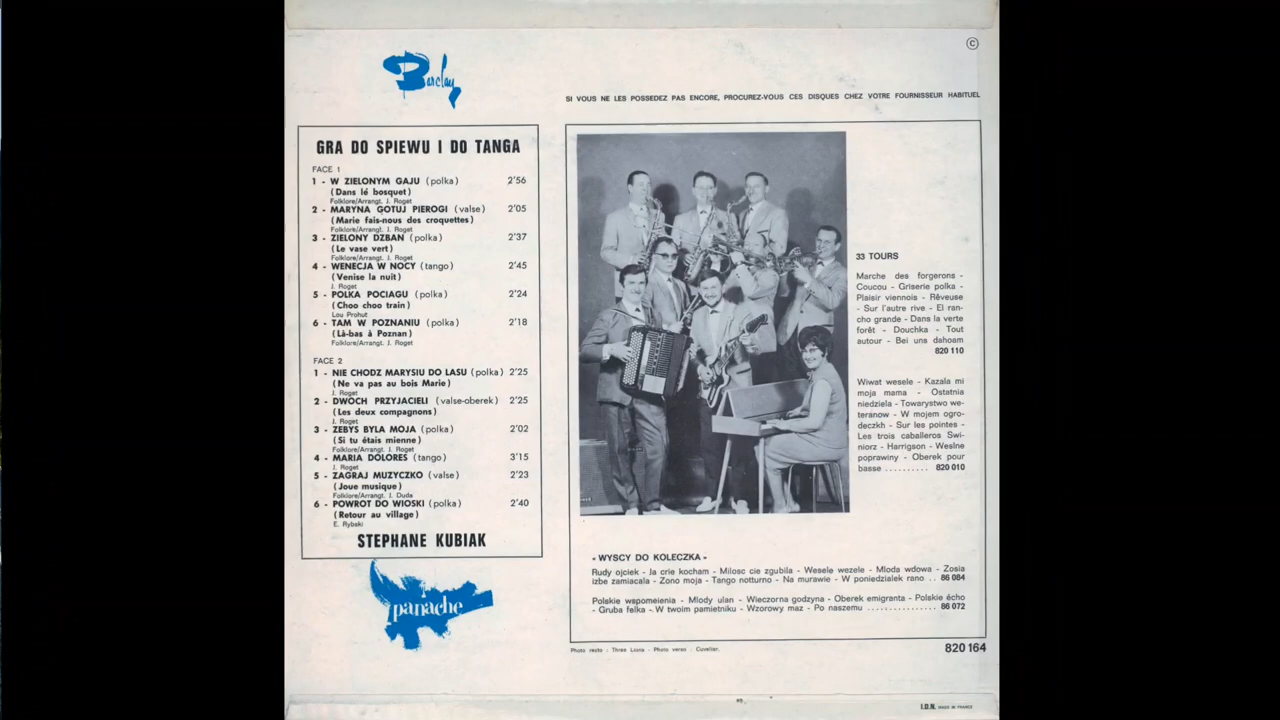 Barclay
©
SI VOUS NE LES POSSEDEZ PAS ENCORE, PROCUREZ-VOUS CES DISQUES CHEZ VOTRE FOURNISSEUR HABITUEL
GRA DO SPIEWU I DO TANGA
FACE 1
1 - W ZIELONYM GAJU (polka) 2'56
(Dans lé bosquet)
Folklore/Arrangt. J. Roget
2 - MARYNA GOTUJ PIEROGI (valse) 2'05
(Marie fais-nous des croquettes)
Folklore/Arrangt. J. Roget
3 - ZIELONY DZBAN (polka) 2'37
(Le vase vert)
Folklore/Arrangt. J. Roget
4 - WENECJA W NOCY (tango) 2'45
(Venise la nuit)
J. Roget
5 - POLKA POCIAGU (polka) 2'24
(Choo choo train)
Lou Prohut
6 - TAM W POZNANIU (polka) 2'18
(Là-bas à Poznan)
Folklore/Arrangt. J. Roget
FACE 2
1 - NIE CHODZ MARYSIU DO LASU (polka) 2'25
(Ne va pas au bois Marie)
J. Roget
2 - DWOCH PRZYJACIELI (valse-oberek) 2'25
(Les deux compagnons)
J. Roget
3 - ZEBYS BYLA MOJA (polka) 2'02
(Si tu étais mienne)
Folklore/Arrangt. J. Roget
4 - MARIA DOLORES (tango) 3'15
J. Roget
5 - ZAGRAJ MUZYCZKO (valse) 2'23
(Joue musique)
Folklore/Arrangt. J. Duda
6 - POWROT DO WIOSKI (polka) 2'40
(Retour au village)
E. Rybski
STEPHANE KUBIAK
panache
33 TOURS
Marche des forgerons -
Coucou - Griserie polka -
Plaisir viennois - Rêveuse
- Sur l'autre rive - El ran-
cho grande - Dans la verte
forêt - Douchka - Tout
autour - Bei uns dahoam
820 110
Wiwat wesele - Kazala mi
moja mama - Ostatnia
niedziela - Towarystwo we-
teranow - W mojem ogro-
deczkh - Sur les pointes -
Les trois caballeros Swi-
niorz - Harrigson - Weslne
poprawiny - Oberek pour
basse .......... 820 010
« WYSCY DO KOLECZKA »
Rudy ojciek - Ja crie kocham - Milosc cie zgubila - Wesele wezele - Mloda wdowa - Zosia
izbe zamiacala - Zono moja - Tango notturno - Na murawie - W poniedzialek rano .. 86 084
Polskie wspomeienia - Mlody ulan - Wieczorna godzyna - Oberek emigranta - Polskie écho
- Gruba felka - W twoim pamietniku - Wzorowy maz - Po naszemu ................ 86 072
Photo recto : Three Lions - Photo verso : Cuvelier.
820 164
I.D.N. MADE IN FRANCE